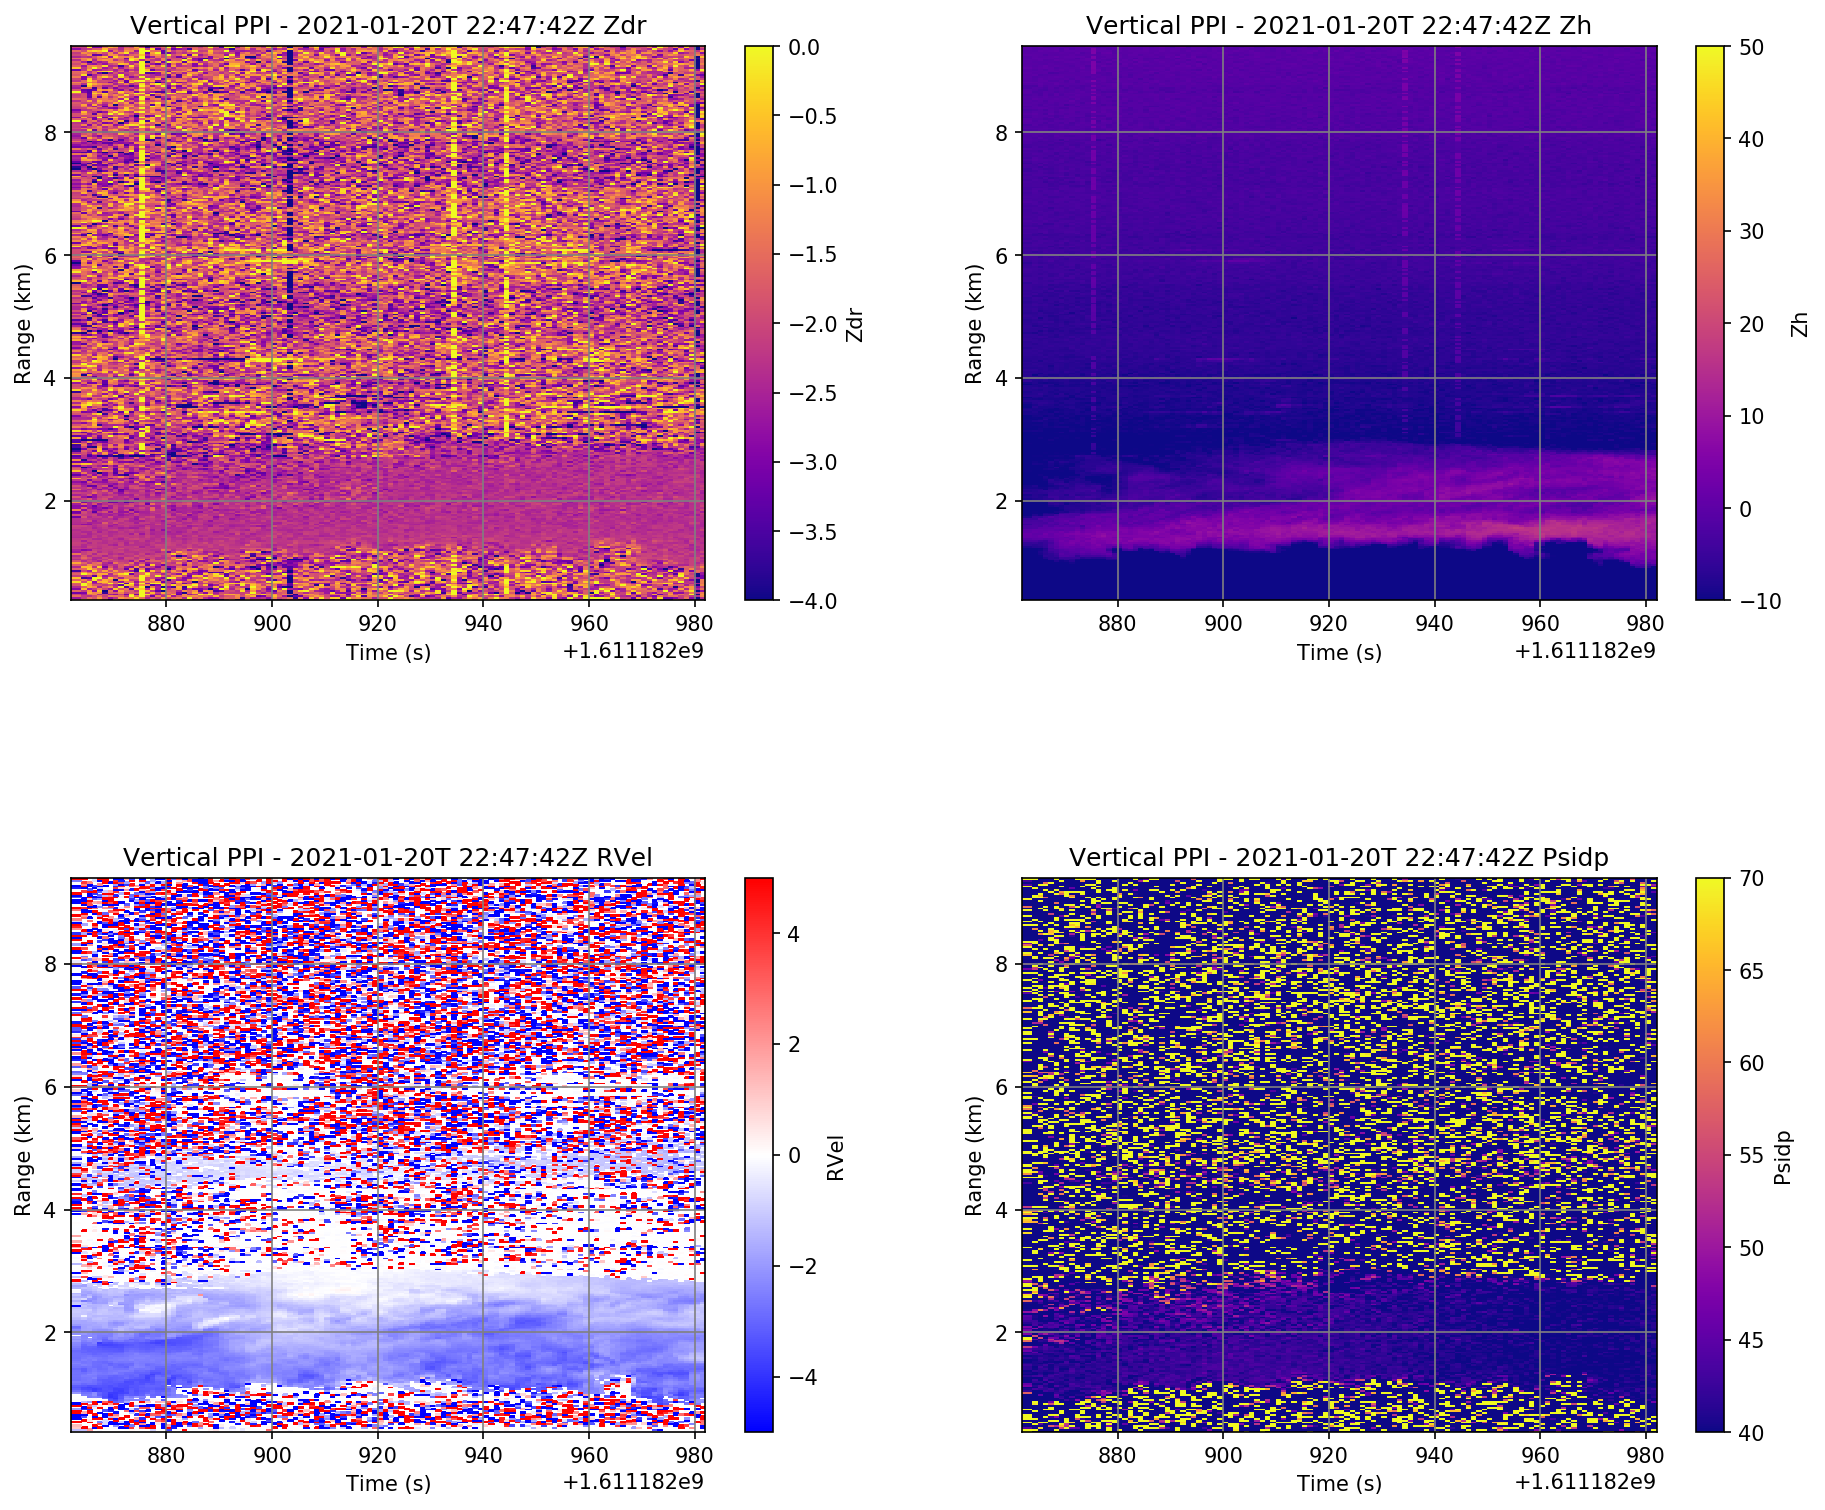 Vertical PPI - 2021-01-20T 22:47:42Z Zdr
8
6
4
2
Range (km)
880 900 920 940 960 980
Time (s)
+1.611182e9
0.0
−0.5
−1.0
−1.5
−2.0
−2.5
−3.0
−3.5
−4.0
Zdr
Vertical PPI - 2021-01-20T 22:47:42Z Zh
8
6
4
2
Range (km)
880 900 920 940 960 980
Time (s)
+1.611182e9
50
40
30
20
10
0
−10
Zh
Vertical PPI - 2021-01-20T 22:47:42Z RVel
8
6
4
2
Range (km)
880 900 920 940 960 980
Time (s)
+1.611182e9
4
2
0
−2
−4
RVel
Vertical PPI - 2021-01-20T 22:47:42Z Psidp
8
6
4
2
Range (km)
880 900 920 940 960 980
Time (s)
+1.611182e9
70
65
60
55
50
45
40
Psidp